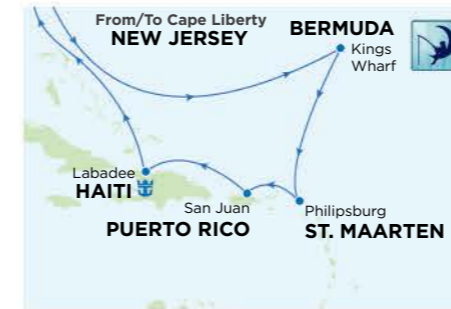 From/To Cape Liberty
NEW JERSEY
BERMUDA
Kings
Wharf
Labadee
HAITI
San Juan
PUERTO RICO
Philipsburg
ST. MAARTEN